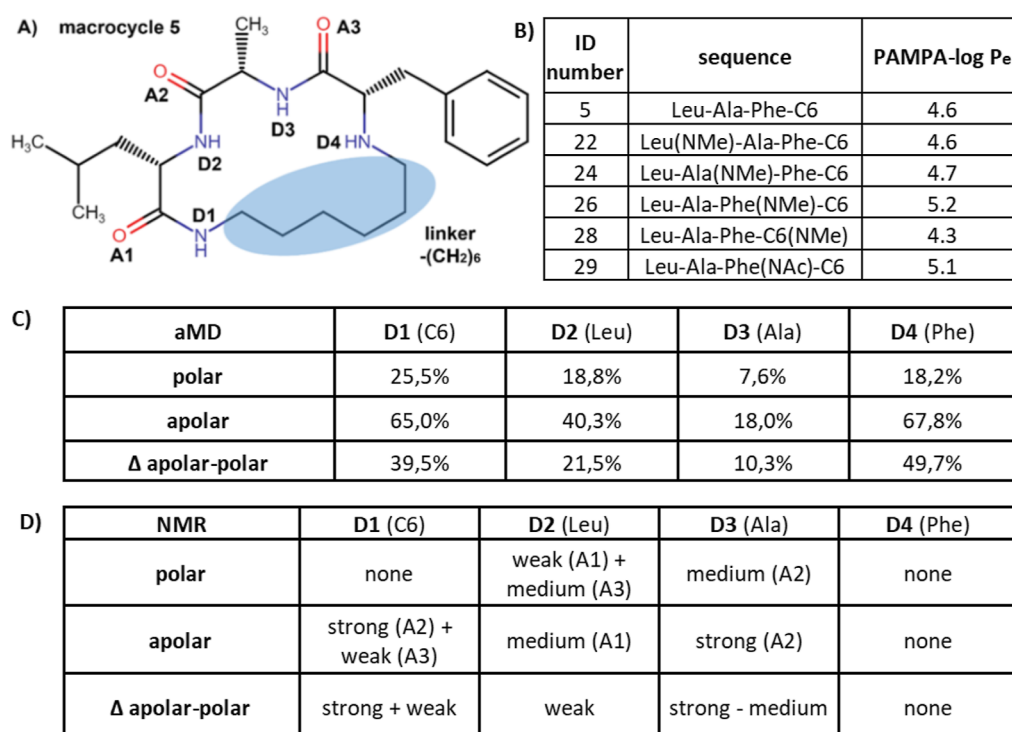 A) macrocycle 5
CH3
O A3
O
A2
N
H
D3
NH
D2
D4 HN
H3C
CH3
O
A1
D1
N
H
linker
-(CH2)6
B)
ID number | sequence | PAMPA-log Pe
5 | Leu-Ala-Phe-C6 | 4.6
22 | Leu(NMe)-Ala-Phe-C6 | 4.6
24 | Leu-Ala(NMe)-Phe-C6 | 4.7
26 | Leu-Ala-Phe(NMe)-C6 | 5.2
28 | Leu-Ala-Phe-C6(NMe) | 4.3
29 | Leu-Ala-Phe(NAc)-C6 | 5.1
C)
aMD | D1 (C6) | D2 (Leu) | D3 (Ala) | D4 (Phe)
polar | 25,5% | 18,8% | 7,6% | 18,2%
apolar | 65,0% | 40,3% | 18,0% | 67,8%
Δ apolar-polar | 39,5% | 21,5% | 10,3% | 49,7%
D)
NMR | D1 (C6) | D2 (Leu) | D3 (Ala) | D4 (Phe)
polar | none | weak (A1) + medium (A3) | medium (A2) | none
apolar | strong (A2) + weak (A3) | medium (A1) | strong (A2) | none
Δ apolar-polar | strong + weak | weak | strong - medium | none